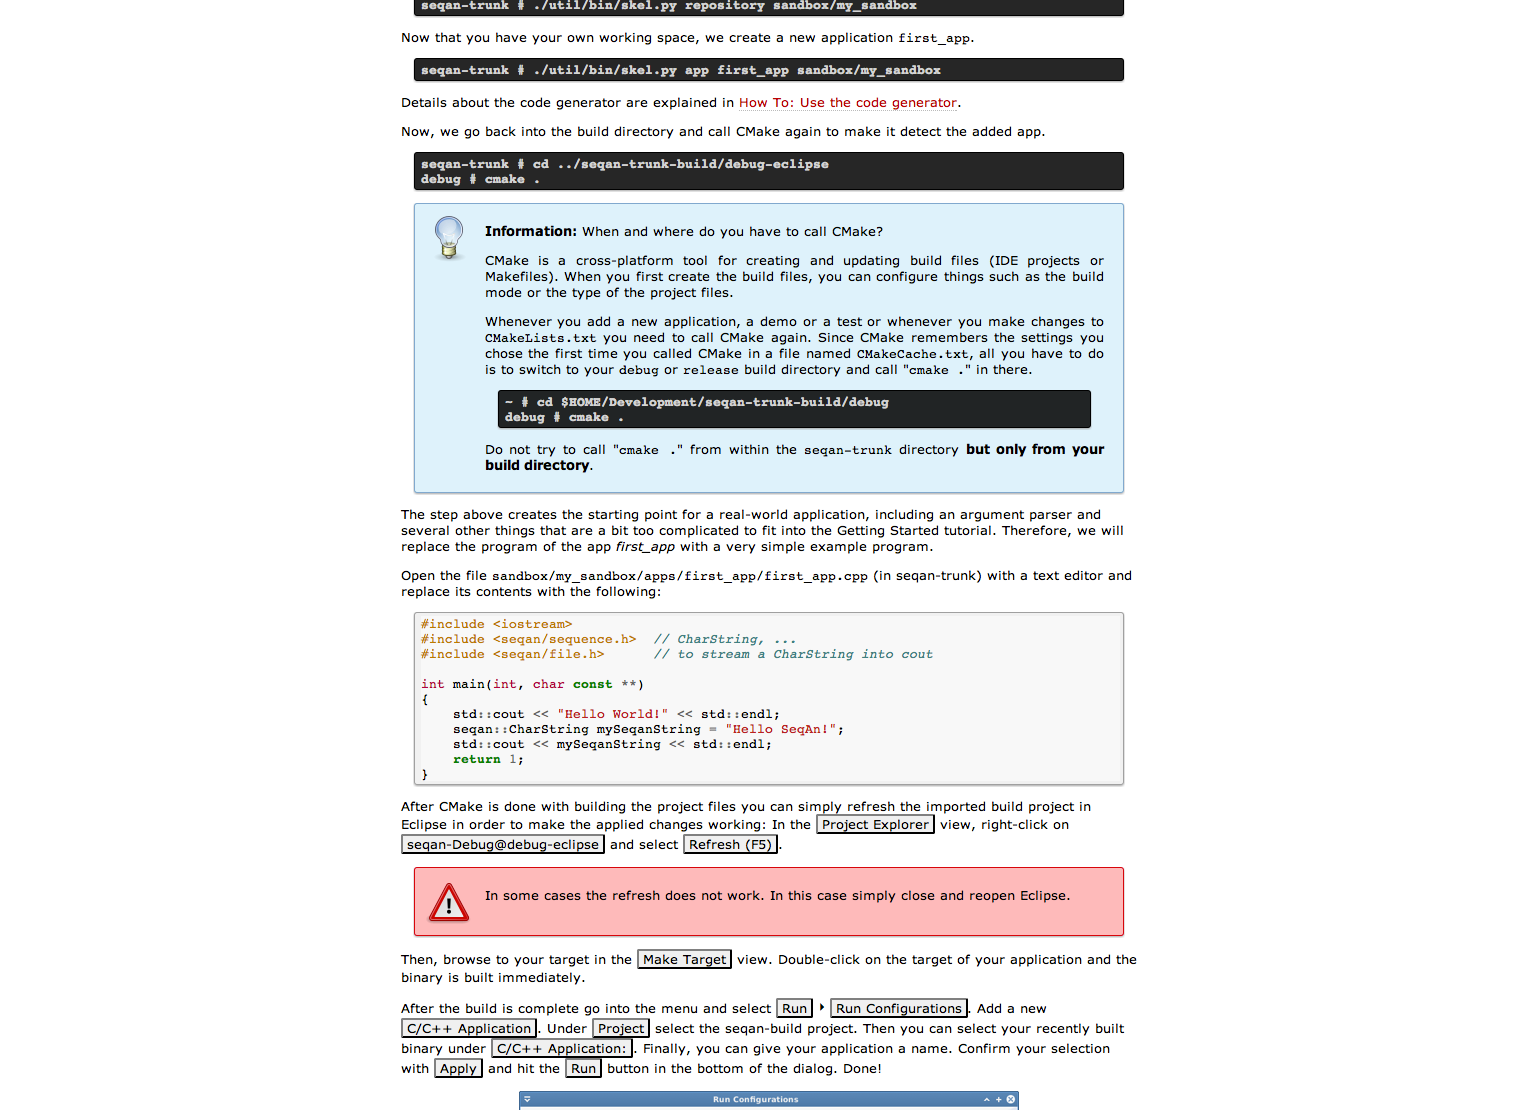 seqan-trunk # ./util/bin/skel.py repository sandbox/my_sandbox
Now that you have your own working space, we create a new application first_app.
seqan-trunk # ./util/bin/skel.py app first_app sandbox/my_sandbox
Details about the code generator are explained in How To: Use the code generator.
Now, we go back into the build directory and call CMake again to make it detect the added app.
seqan-trunk # cd ../seqan-trunk-build/debug-eclipse
debug # cmake .
Information: When and where do you have to call CMake?
CMake is a cross-platform tool for creating and updating build files (IDE projects or
Makefiles). When you first create the build files, you can configure things such as the build
mode or the type of the project files.
Whenever you add a new application, a demo or a test or whenever you make changes to
CMakeLists.txt you need to call CMake again. Since CMake remembers the settings you
chose the first time you called CMake in a file named CMakeCache.txt, all you have to do
is to switch to your debug or release build directory and call "cmake ." in there.
~ # cd $HOME/Development/seqan-trunk-build/debug
debug # cmake .
Do not try to call "cmake ." from within the seqan-trunk directory but only from your
build directory.
The step above creates the starting point for a real-world application, including an argument parser and
several other things that are a bit too complicated to fit into the Getting Started tutorial. Therefore, we will
replace the program of the app first_app with a very simple example program.
Open the file sandbox/my_sandbox/apps/first_app/first_app.cpp (in seqan-trunk) with a text editor and
replace its contents with the following:
#include <iostream>
#include <seqan/sequence.h>  // CharString, ...
#include <seqan/file.h>      // to stream a CharString into cout
int main(int, char const **)
{
    std::cout << "Hello World!" << std::endl;
    seqan::CharString mySeqanString = "Hello SeqAn!";
    std::cout << mySeqanString << std::endl;
    return 1;
}
After CMake is done with building the project files you can simply refresh the imported build project in
Eclipse in order to make the applied changes working: In the Project Explorer view, right-click on
seqan-Debug@debug-eclipse and select Refresh (F5).
In some cases the refresh does not work. In this case simply close and reopen Eclipse.
Then, browse to your target in the Make Target view. Double-click on the target of your application and the
binary is built immediately.
After the build is complete go into the menu and select Run ‣ Run Configurations. Add a new
C/C++ Application. Under Project select the seqan-build project. Then you can select your recently built
binary under C/C++ Application:. Finally, you can give your application a name. Confirm your selection
with Apply and hit the Run button in the bottom of the dialog. Done!
Run Configurations